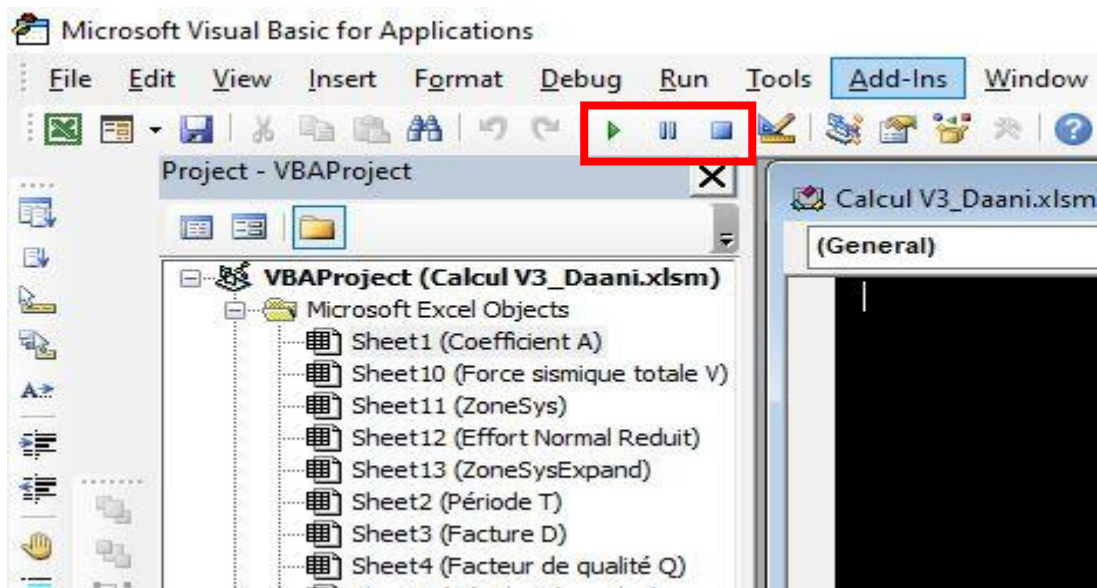 Microsoft Visual Basic for Applications
File Edit View Insert Format Debug Run Tools Add-Ins Window
Project - VBAProject
Calcul V3_Daani.xlsm
(General)
VBAProject (Calcul V3_Daani.xlsm)
Microsoft Excel Objects
Sheet1 (Coefficient A)
Sheet10 (Force sismique totale V)
Sheet11 (ZoneSys)
Sheet12 (Effort Normal Reduit)
Sheet13 (ZoneSysExpand)
Sheet2 (Période T)
Sheet3 (Facture D)
Sheet4 (Facteur de qualité Q)